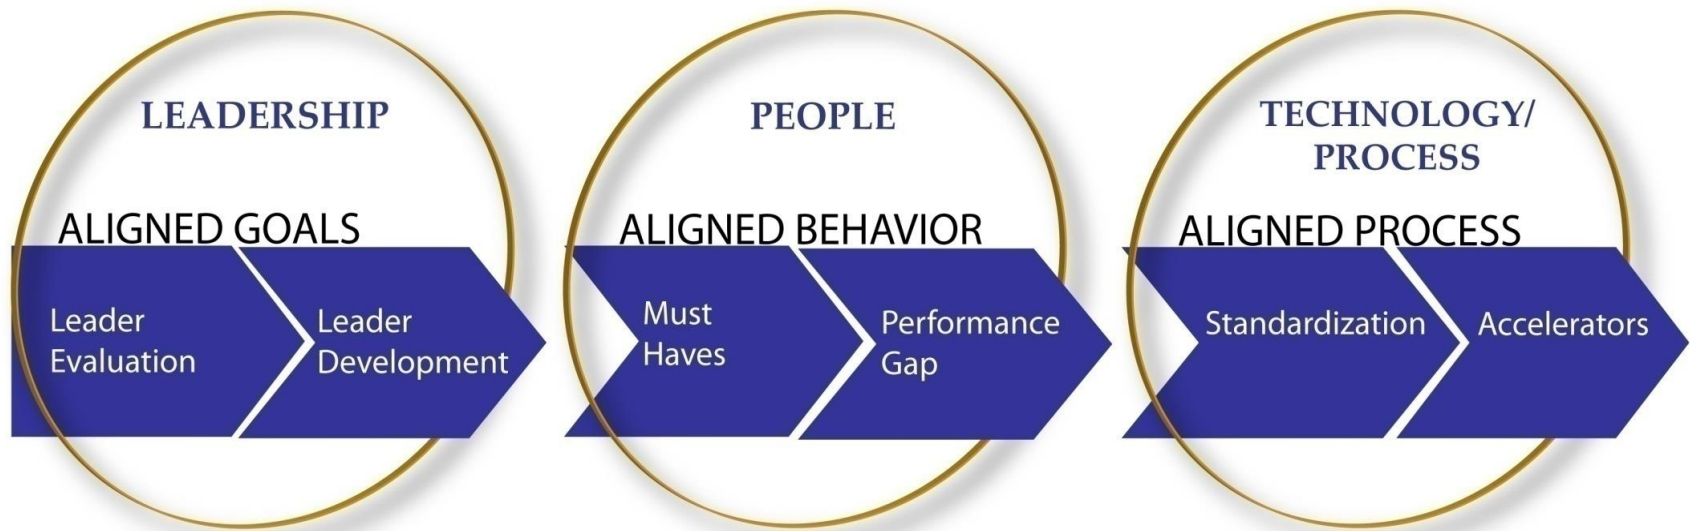 LEADERSHIP
ALIGNED GOALS
Leader
Evaluation
Leader
Development
PEOPLE
ALIGNED BEHAVIOR
Must
Haves
Performance
Gap
TECHNOLOGY/
PROCESS
ALIGNED PROCESS
Standardization
Accelerators